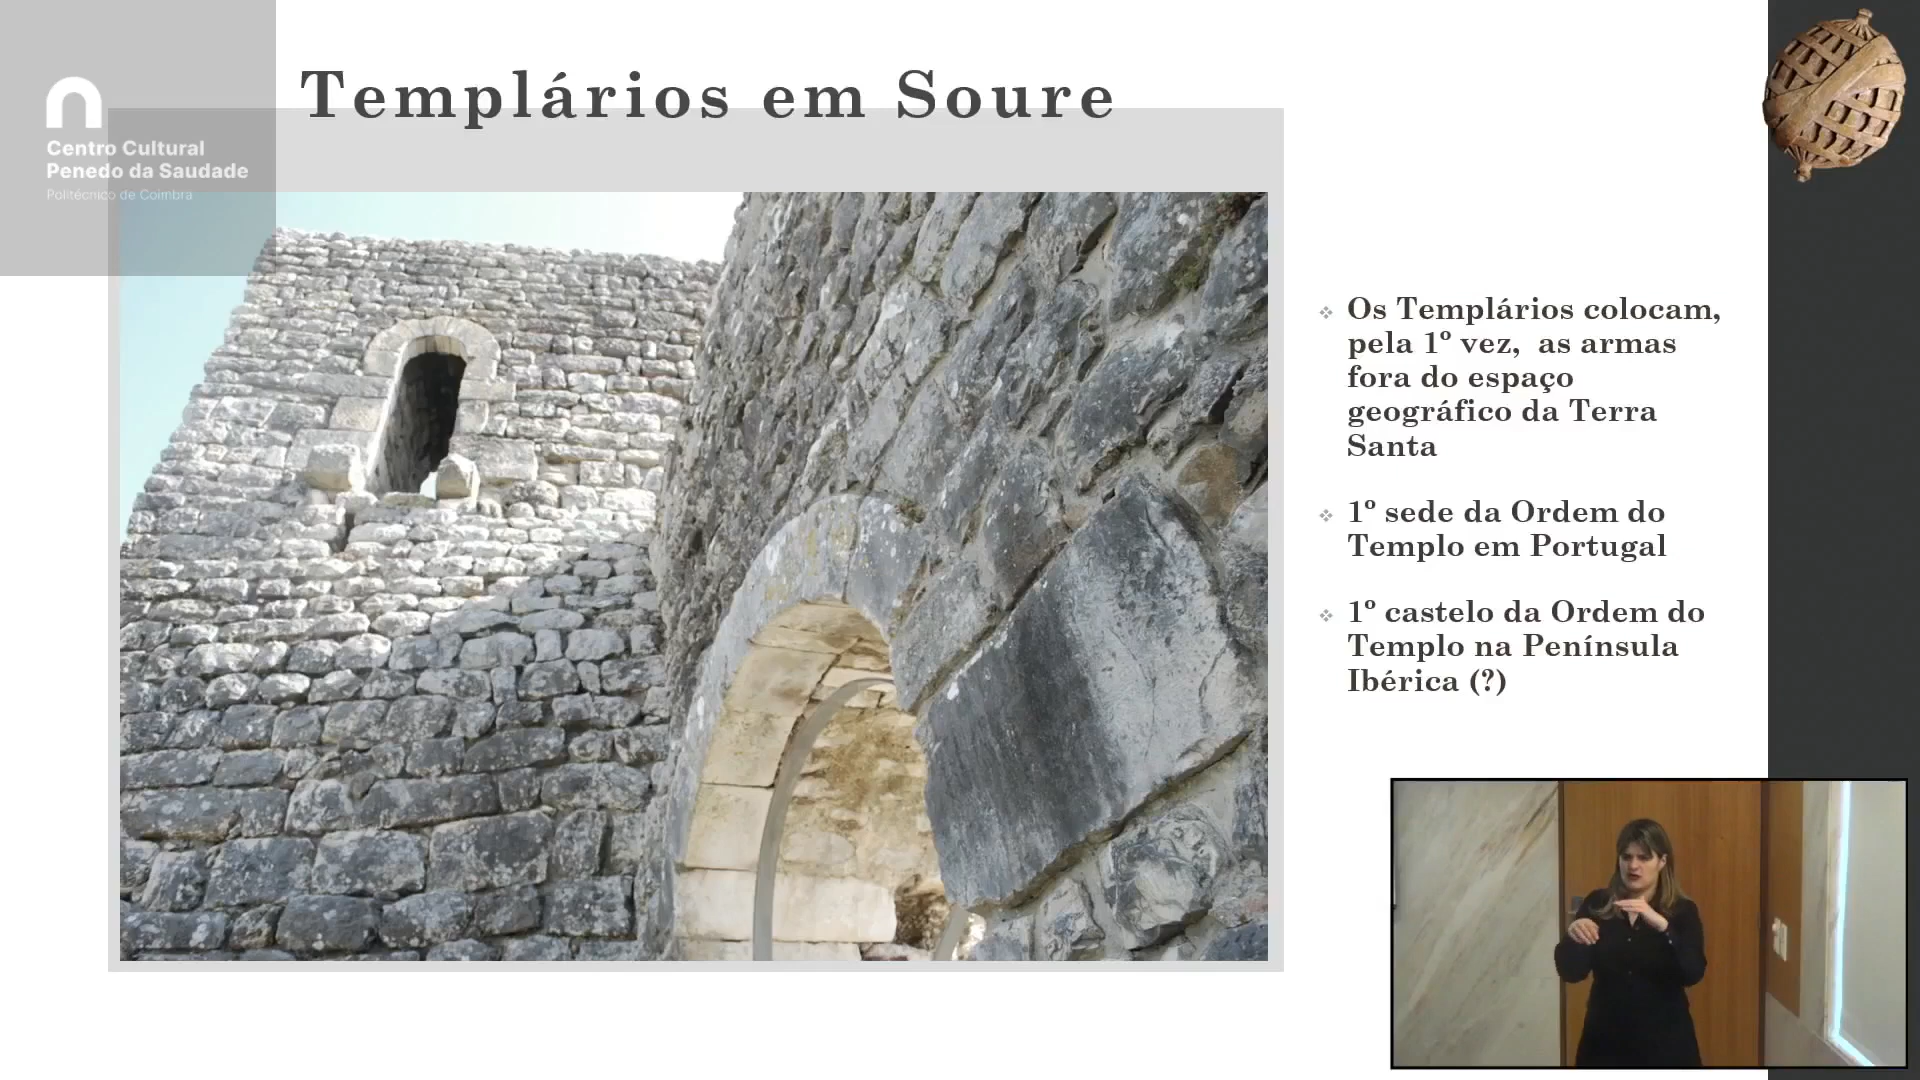 Templários em Soure
Centro Cultural
Penedo da Saudade
Politécnico de Coimbra
Os Templários colocam,
pela 1º vez,  as armas
fora do espaço
geográfico da Terra
Santa
1º sede da Ordem do
Templo em Portugal
1º castelo da Ordem do
Templo na Península
Ibérica (?)